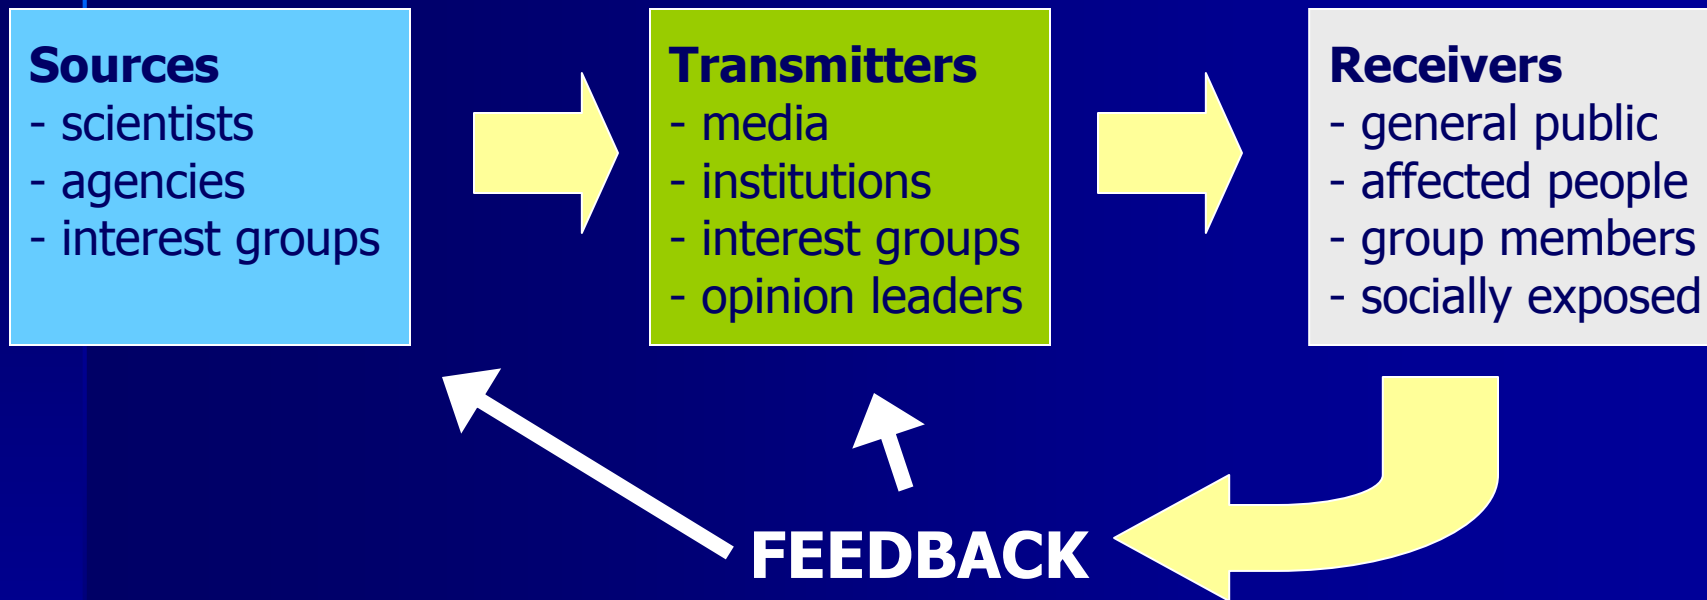 Sources
- scientists
- agencies
- interest groups
Transmitters
- media
- institutions
- interest groups
- opinion leaders
Receivers
- general public
- affected people
- group members
- socially exposed
FEEDBACK